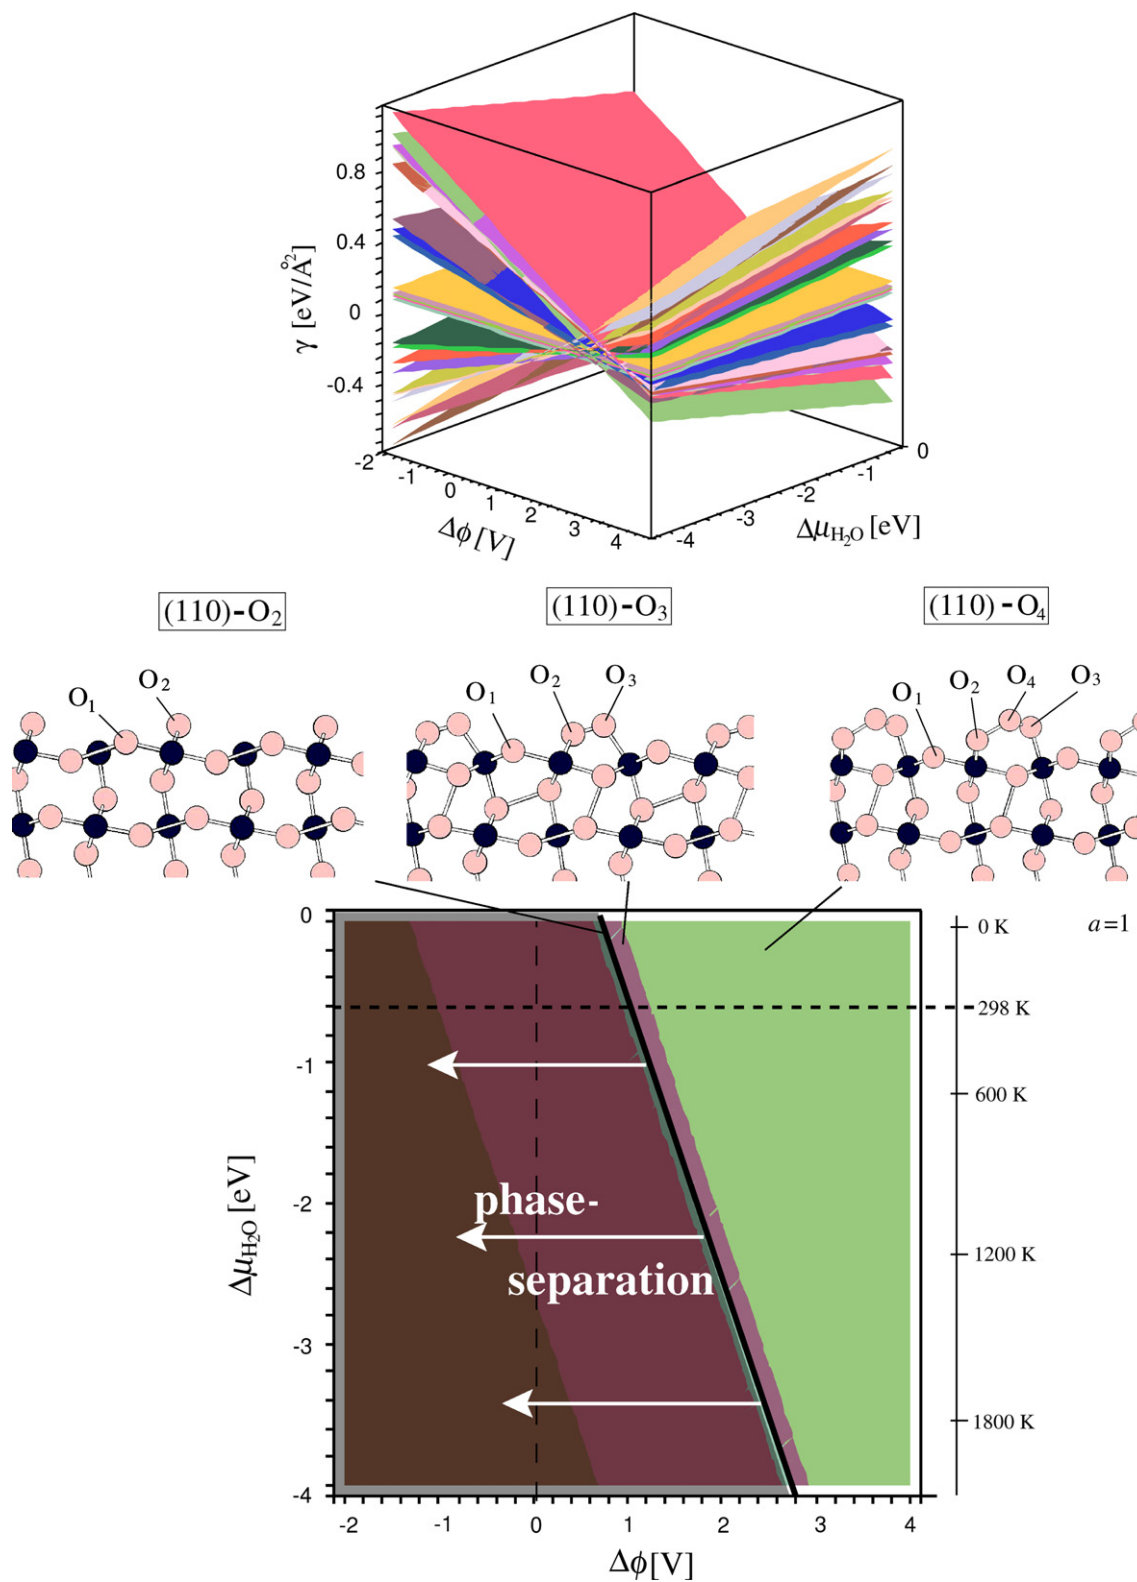 0.8
0.4
0
-0.4
γ [eV/Å²]
-2
-1
0
1
2
3
4
Δϕ [V]
-4
-3
-2
-1
0
Δμ_H₂O [eV]
(110)-O₂
(110)-O₃
(110)-O₄
O₁
O₂
O₁
O₂
O₃
O₁
O₂
O₄
O₃
0
-1
-2
-3
-4
Δμ_H₂O [eV]
phase-
separation
0 K
a=1
298 K
600 K
1200 K
1800 K
-2
-1
0
1
2
3
4
Δϕ [V]